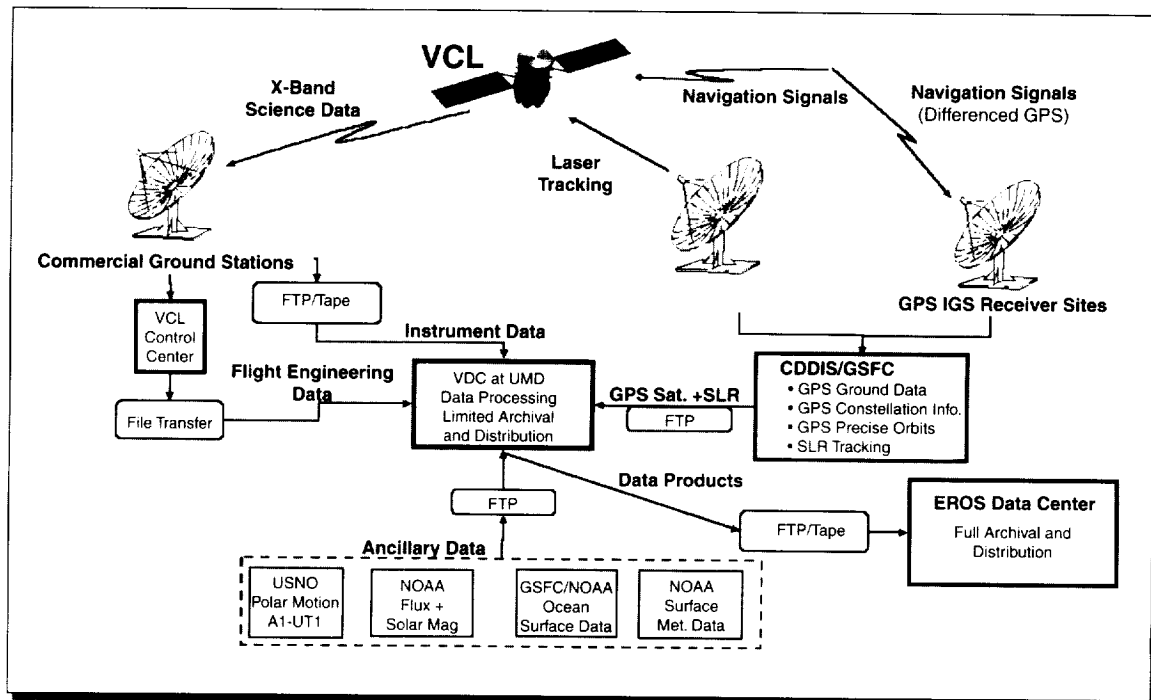 VCL
X-Band
Science Data
Navigation Signals
Navigation Signals
(Differenced GPS)
Laser
Tracking
Commercial Ground Stations
GPS IGS Receiver Sites
FTP/Tape
VCL
Control
Center
Instrument Data
Flight Engineering
Data
File Transfer
VDC at UMD
Data Processing
Limited Archival
and Distribution
GPS Sat. +SLR
FTP
CDDIS/GSFC
• GPS Ground Data
• GPS Constellation Info.
• GPS Precise Orbits
• SLR Tracking
FTP
Data Products
FTP/Tape
EROS Data Center
Full Archival and
Distribution
Ancillary Data
USNO
Polar Motion
A1-UT1
NOAA
Flux +
Solar Mag
GSFC/NOAA
Ocean
Surface Data
NOAA
Surface
Met. Data